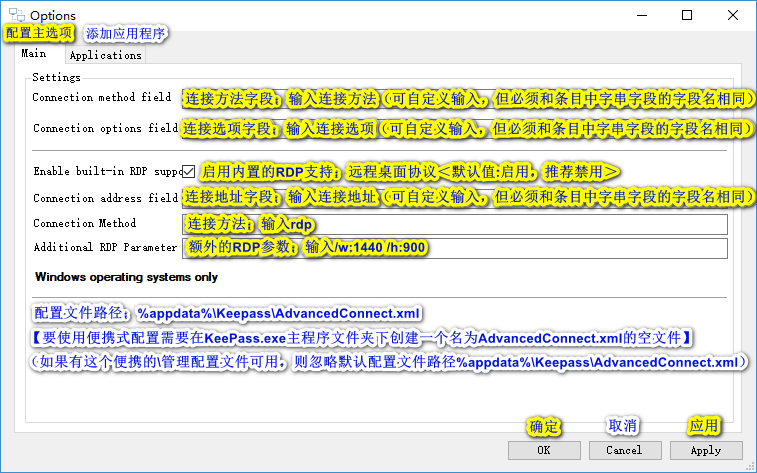 Options
配置主选项 添加应用程序
Main Applications
Settings
Connection method field 连接方法字段：输入连接方法（可自定义输入，但必须和条目中字串字段的字段名相同）
Connection options field 连接选项字段：输入连接选项（可自定义输入，但必须和条目中字串字段的字段名相同）
Enable built-in RDP suppo 启用内置的RDP支持：远程桌面协议＜默认值:启用，推荐禁用＞
Connection address field 连接地址字段：输入连接地址（可自定义输入，但必须和条目中字串字段的字段名相同）
Connection Method 连接方法：输入rdp
Additional RDP Parameter 额外的RDP参数：输入/w:1440 /h:900
Windows operating systems only
配置文件路径：%appdata%\Keepass\AdvancedConnect.xml
【要使用便携式配置需要在KeePass.exe主程序文件夹下创建一个名为AdvancedConnect.xml的空文件】
（如果有这个便携的\管理配置文件可用，则忽略默认配置文件路径%appdata%\Keepass\AdvancedConnect.xml）
确定 取消 应用
OK Cancel Apply